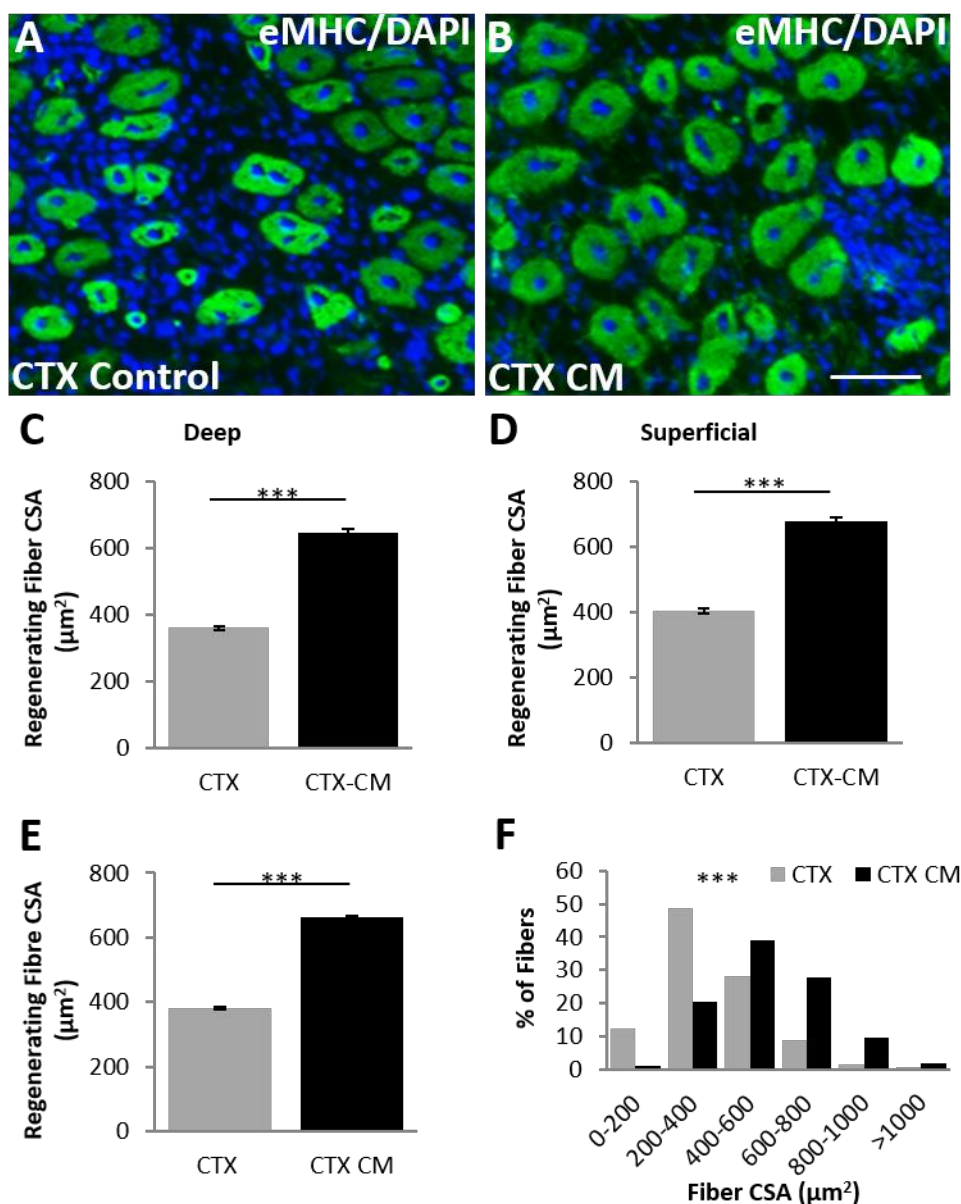 A
eMHC/DAPI
CTX Control
B
eMHC/DAPI
CTX CM
C
Deep
Regenerating Fiber CSA
(µm²)
800
600
400
200
0
***
CTX
CTX-CM
D
Superficial
Regenerating Fiber CSA
(µm²)
800
600
400
200
0
***
CTX
CTX-CM
E
Regenerating Fibre CSA
(µm²)
800
600
400
200
0
***
CTX
CTX CM
F
*** CTX CTX CM
% of Fibers
60
50
40
30
20
10
0
0-200
200-400
400-600
600-800
800-1000
>1000
Fiber CSA (µm²)